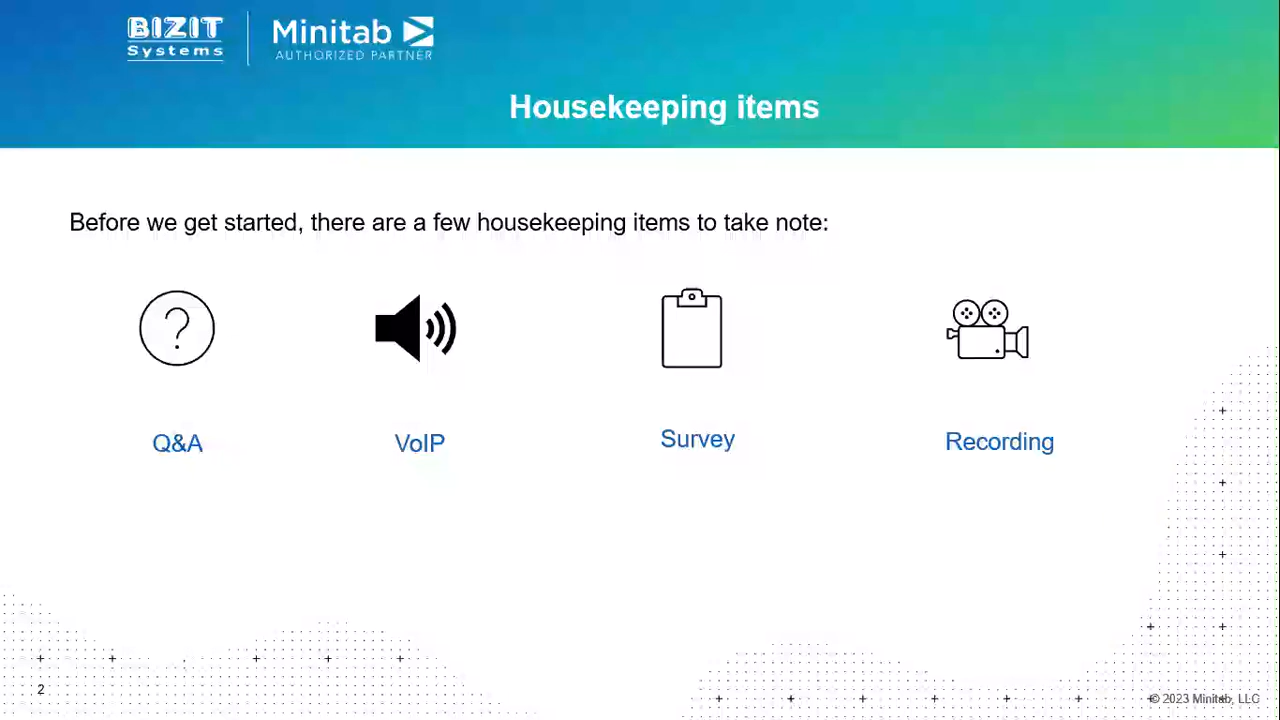 BIZIT
Systems
Minitab
AUTHORIZED PARTNER
Housekeeping items
Before we get started, there are a few housekeeping items to take note:
?
Q&A
VoIP
Survey
Recording
2
© 2023 Minitab, LLC